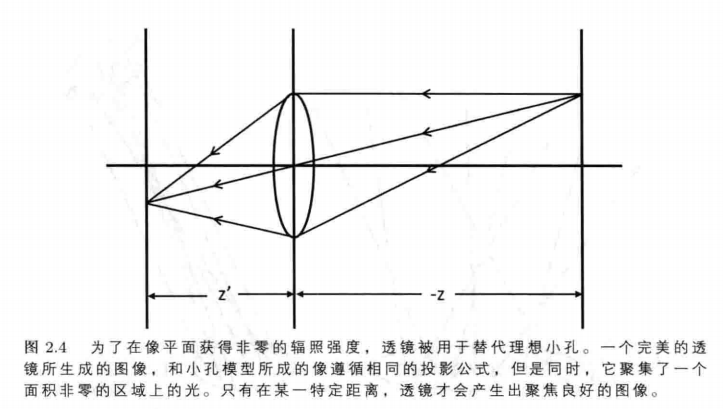 z'
-z
图 2.4 为了在像平面获得非零的辐照强度，透镜被用于替代理想小孔。一个完美的透
镜所生成的图像，和小孔模型所成的像遵循相同的投影公式，但是同时，它聚集了一个
面积非零的区域上的光。只有在某一特定距离，透镜才会产生出聚焦良好的图像。